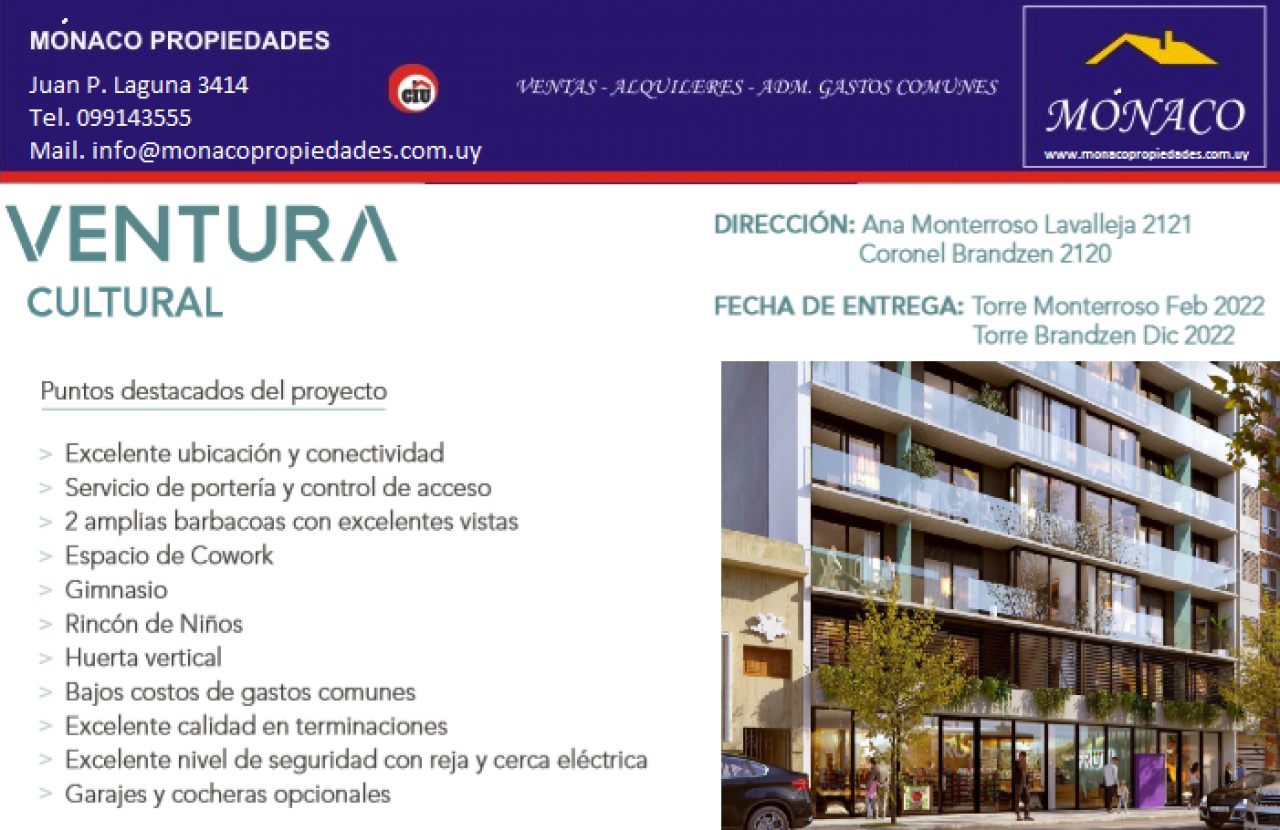 MÓNACO PROPIEDADES
Juan P. Laguna 3414
Tel. 099143555
Mail. info@monacopropiedades.com.uy
CIU
VENTAS - ALQUILERES - ADM. GASTOS COMUNES
MÓNACO
www.monacopropiedades.com.uy
VENTURA
CULTURAL
DIRECCIÓN: Ana Monterroso Lavalleja 2121
Coronel Brandzen 2120
FECHA DE ENTREGA: Torre Monterroso Feb 2022
Torre Brandzen Dic 2022
Puntos destacados del proyecto
> Excelente ubicación y conectividad
> Servicio de portería y control de acceso
> 2 amplias barbacoas con excelentes vistas
> Espacio de Cowork
> Gimnasio
> Rincón de Niños
> Huerta vertical
> Bajos costos de gastos comunes
> Excelente calidad en terminaciones
> Excelente nivel de seguridad con reja y cerca eléctrica
> Garajes y cocheras opcionales